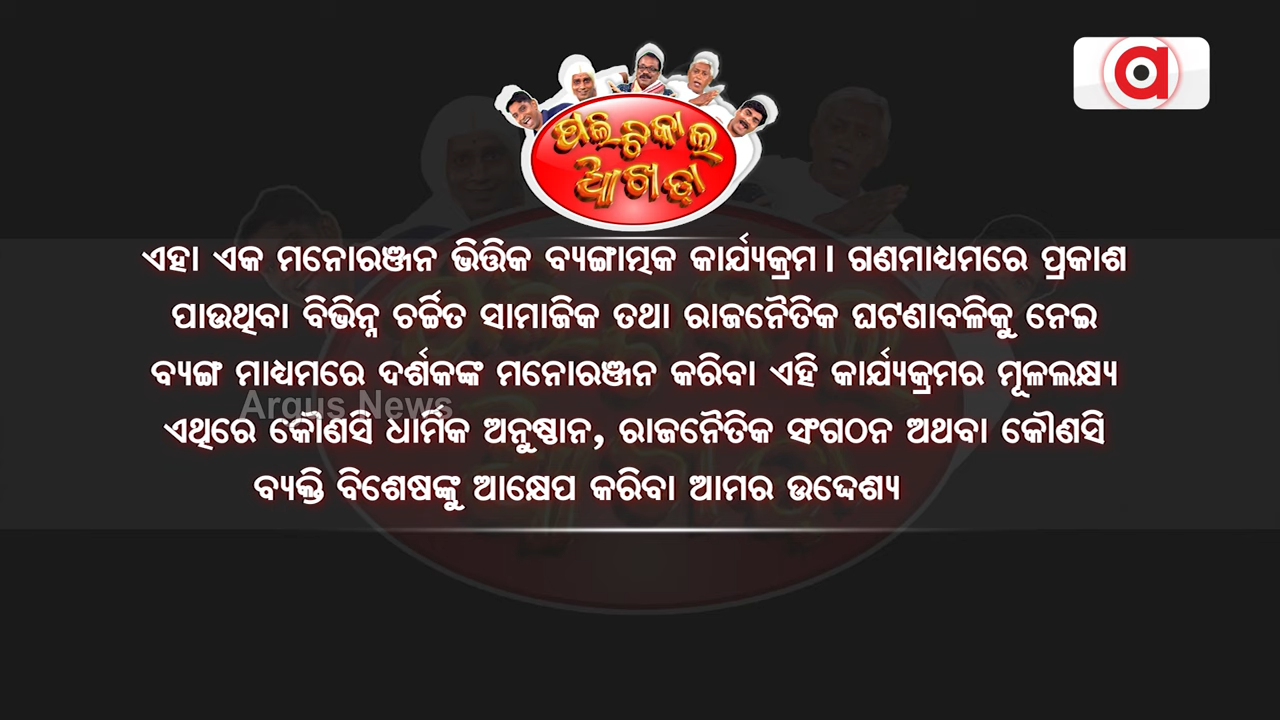 ପଲିଟିକାଲ
ଆଖଡ଼ା
ଏହା ଏକ ମନୋରଞ୍ଜନ ଭିତ୍ତିକ ବ୍ୟଙ୍ଗାତ୍ମକ କାର୍ଯ୍ୟକ୍ରମ। ଗଣମାଧ୍ୟମରେ ପ୍ରକାଶ
ପାଉଥିବା ବିଭିନ୍ନ ଚର୍ଚ୍ଚିତ ସାମାଜିକ ତଥା ରାଜନୈତିକ ଘଟଣାବଳିକୁ ନେଇ
ବ୍ୟଙ୍ଗ ମାଧ୍ୟମରେ ଦର୍ଶକଙ୍କ ମନୋରଞ୍ଜନ କରିବା ଏହି କାର୍ଯ୍ୟକ୍ରମର ମୂଳଲକ୍ଷ୍ୟ
Argus News
ଏଥିରେ କୌଣସି ଧାର୍ମିକ ଅନୁଷ୍ଠାନ, ରାଜନୈତିକ ସଂଗଠନ ଅଥବା କୌଣସି
ବ୍ୟକ୍ତି ବିଶେଷଙ୍କୁ ଆକ୍ଷେପ କରିବା ଆମର ଉଦ୍ଦେଶ୍ୟ